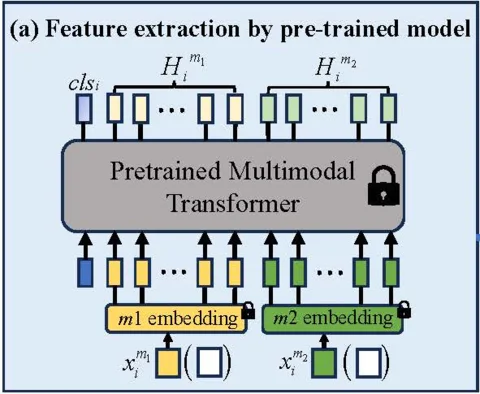 (a) Feature extraction by pre-trained model
cls_i H_i^{m_1} H_i^{m_2}
Pretrained Multimodal
Transformer
m1 embedding m2 embedding
x_i^{m_1} ( ) x_i^{m_2} ( )